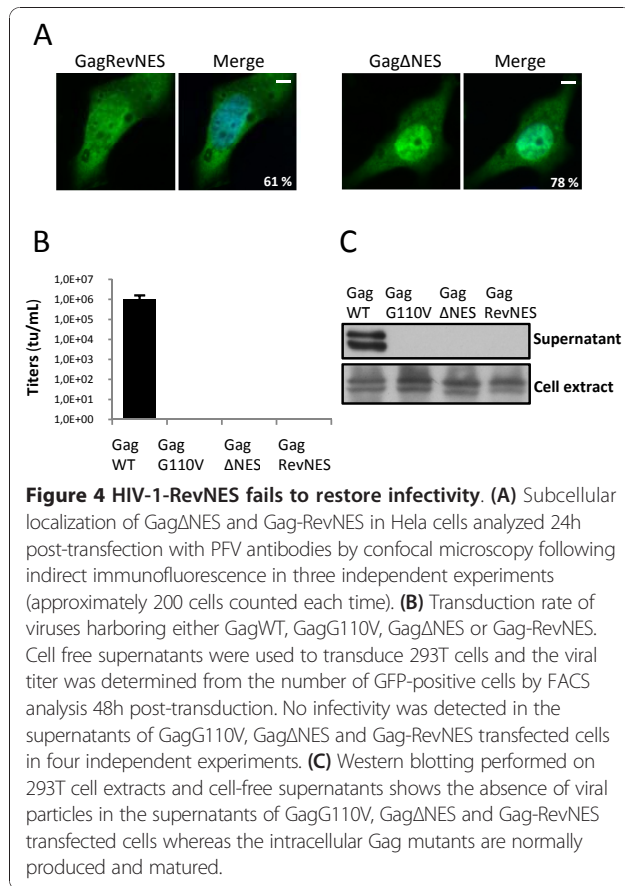 A
GagRevNES Merge GagΔNES Merge
61 % 78 %
B
C
Titers (tu/mL)
1,0E+07
1,0E+06
1,0E+05
1,0E+04
1,0E+03
1,0E+02
1,0E+01
1,0E+00
Gag WT
Gag G110V
Gag ΔNES
Gag RevNES
Gag WT
Gag G110V
Gag ΔNES
Gag RevNES
Supernatant
Cell extract
Figure 4 HIV-1-RevNES fails to restore infectivity. (A) Subcellular
localization of GagΔNES and Gag-RevNES in Hela cells analyzed 24h
post-transfection with PFV antibodies by confocal microscopy following
indirect immunofluorescence in three independent experiments
(approximately 200 cells counted each time). (B) Transduction rate of
viruses harboring either GagWT, GagG110V, GagΔNES or Gag-RevNES.
Cell free supernatants were used to transduce 293T cells and the viral
titer was determined from the number of GFP-positive cells by FACS
analysis 48h post-transduction. No infectivity was detected in the
supernatants of GagG110V, GagΔNES and Gag-RevNES transfected cells
in four independent experiments. (C) Western blotting performed on
293T cell extracts and cell-free supernatants shows the absence of viral
particles in the supernatants of GagG110V, GagΔNES and Gag-RevNES
transfected cells whereas the intracellular Gag mutants are normally
produced and matured.